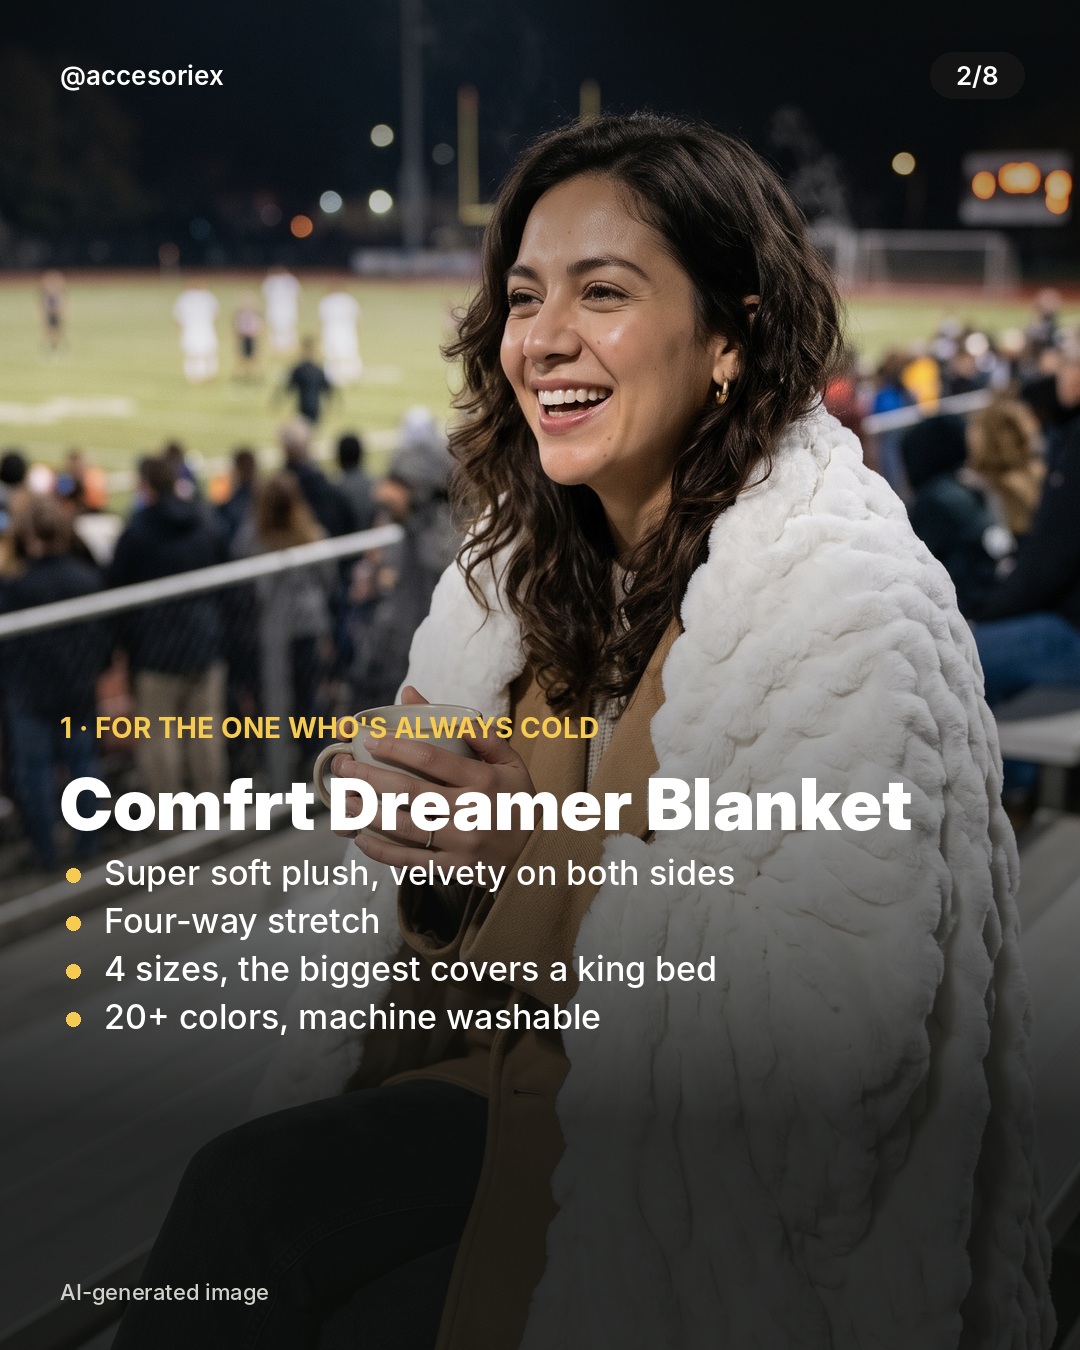 @accesoriex
2/8
1 · FOR THE ONE WHO'S ALWAYS COLD
Comfrt Dreamer Blanket
Super soft plush, velvety on both sides
Four-way stretch
4 sizes, the biggest covers a king bed
20+ colors, machine washable
AI-generated image